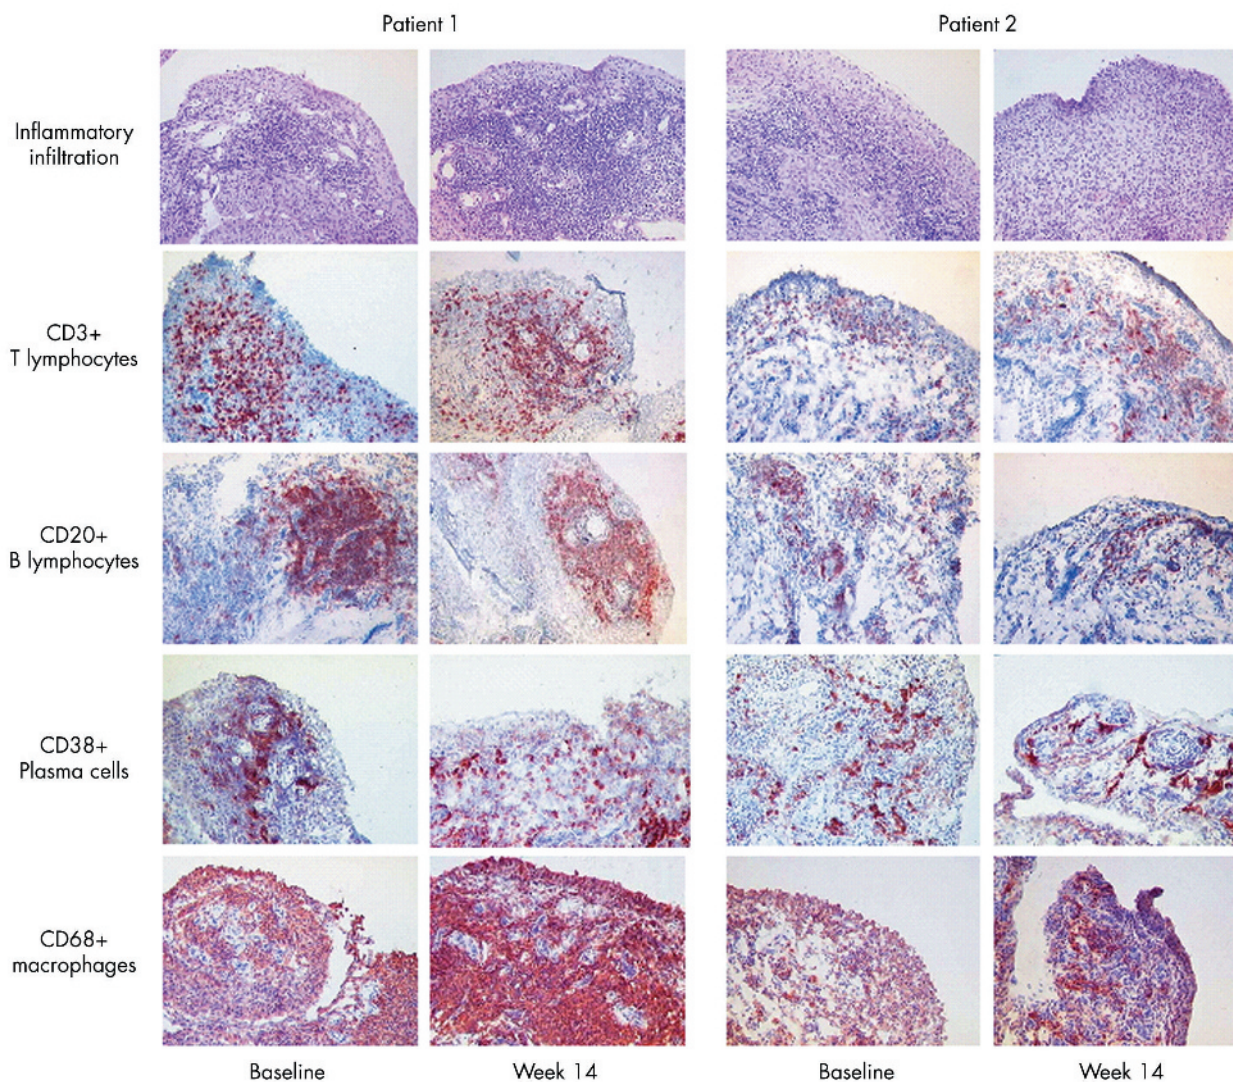 Patient 1
Patient 2
Inflammatory
infiltration
CD3+
T lymphocytes
CD20+
B lymphocytes
CD38+
Plasma cells
CD68+
macrophages
Baseline
Week 14
Baseline
Week 14